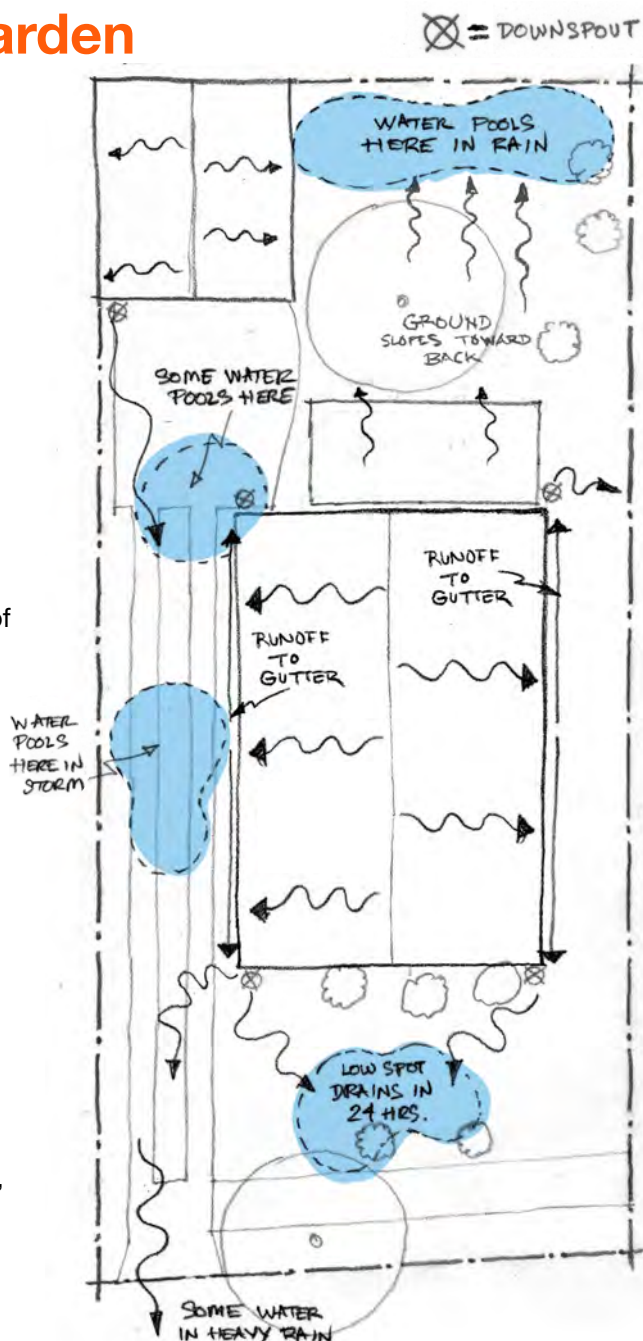 arden
= DOWNSPOUT
WATER POOLS
HERE IN RAIN
GROUND
SLOPES TOWARD
BACK
SOME WATER
POOLS HERE
RUNOFF
TO
GUTTER
of
RUNOFF
TO
GUTTER
WATER
POOLS
HERE IN
STORM
LOW SPOT
DRAINS IN
24 HRS.
,
SOME WATER
IN HEAVY RAIN